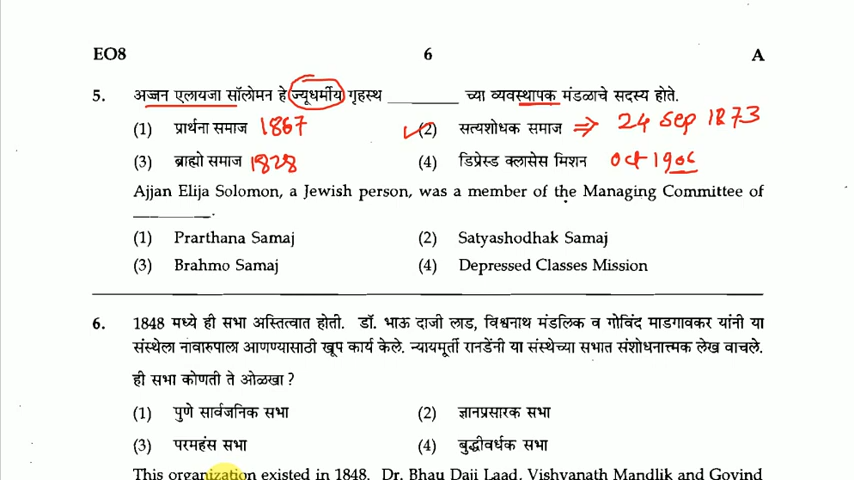 EO8 6 A
5. अज्जन एलायजा सॉलोमन हे ज्यूधर्मीय गृहस्थ ________ च्या व्यवस्थापक मंडळाचे सदस्य होते.
(1) प्रार्थना समाज 1867 (2) सत्यशोधक समाज ⇒ 24 Sep 1873
(3) ब्राह्मो समाज 1828 (4) डिप्रेस्ड क्लासेस मिशन Oct 1906
Ajjan Elija Solomon, a Jewish person, was a member of the Managing Committee of
________.
(1) Prarthana Samaj (2) Satyashodhak Samaj
(3) Brahmo Samaj (4) Depressed Classes Mission
6. 1848 मध्ये ही सभा अस्तित्वात होती. डॉ. भाऊ दाजी लाड, विश्वनाथ मंडलिक व गोविंद माडगावकर यांनी या
संस्थेला नावारुपाला आणण्यासाठी खूप कार्य केले. न्यायमूर्ती रानडेंनी या संस्थेच्या सभात संशोधनात्मक लेख वाचले.
ही सभा कोणती ते ओळखा ?
(1) पुणे सार्वजनिक सभा (2) ज्ञानप्रसारक सभा
(3) परमहंस सभा (4) बुद्धीवर्धक सभा
This organization existed in 1848. Dr. Bhau Daji Laad, Vishvanath Mandlik and Govind